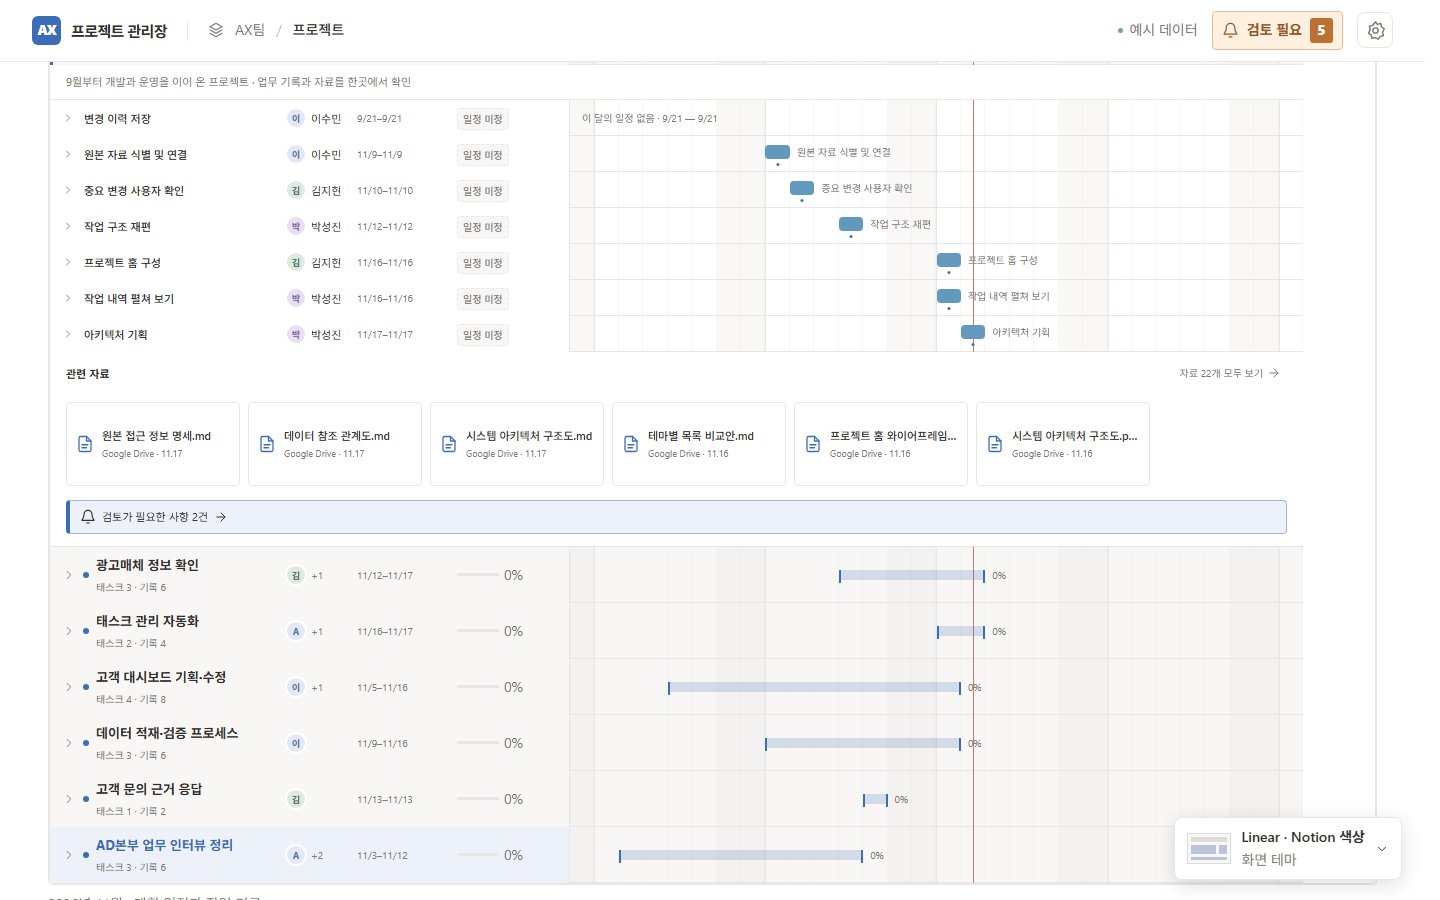 AX 프로젝트 관리장 AX팀 / 프로젝트 예시 데이터 검토 필요 5
9월부터 개발과 운영을 이어 온 프로젝트 · 업무 기록과 자료를 한곳에서 확인
변경 이력 저장 이 이수민 9/21–9/21 일정 미정 이 달의 일정 없음 · 9/21 — 9/21
원본 자료 식별 및 연결 이 이수민 11/9–11/9 일정 미정 원본 자료 식별 및 연결
중요 변경 사용자 확인 김 김지현 11/10–11/10 일정 미정 중요 변경 사용자 확인
작업 구조 재편 박 박성진 11/12–11/12 일정 미정 작업 구조 재편
프로젝트 홈 구성 김 김지현 11/16–11/16 일정 미정 프로젝트 홈 구성
작업 내역 펼쳐 보기 박 박성진 11/16–11/16 일정 미정 작업 내역 펼쳐 보기
아키텍처 기획 박 박성진 11/17–11/17 일정 미정 아키텍처 기획
관련 자료 자료 22개 모두 보기
원본 접근 정보 명세.md
Google Drive · 11.17
데이터 참조 관계도.md
Google Drive · 11.17
시스템 아키텍처 구조도.md
Google Drive · 11.17
테마별 목록 비교안.md
Google Drive · 11.16
프로젝트 홈 와이어프레임...
Google Drive · 11.16
시스템 아키텍처 구조도.p...
Google Drive · 11.16
검토가 필요한 사항 2건
광고매체 정보 확인 김 +1 11/12–11/17 0% 0%
태스크 3 · 기록 6
태스크 관리 자동화 A +1 11/16–11/17 0% 0%
태스크 2 · 기록 4
고객 대시보드 기획·수정 이 +1 11/5–11/16 0% 0%
태스크 4 · 기록 8
데이터 적재·검증 프로세스 이 11/9–11/16 0% 0%
태스크 3 · 기록 6
고객 문의 근거 응답 김 11/13–11/13 0% 0%
태스크 1 · 기록 2
AD본부 업무 인터뷰 정리 A +2 11/3–11/12 0% 0%
태스크 3 · 기록 6
Linear · Notion 색상
화면 테마